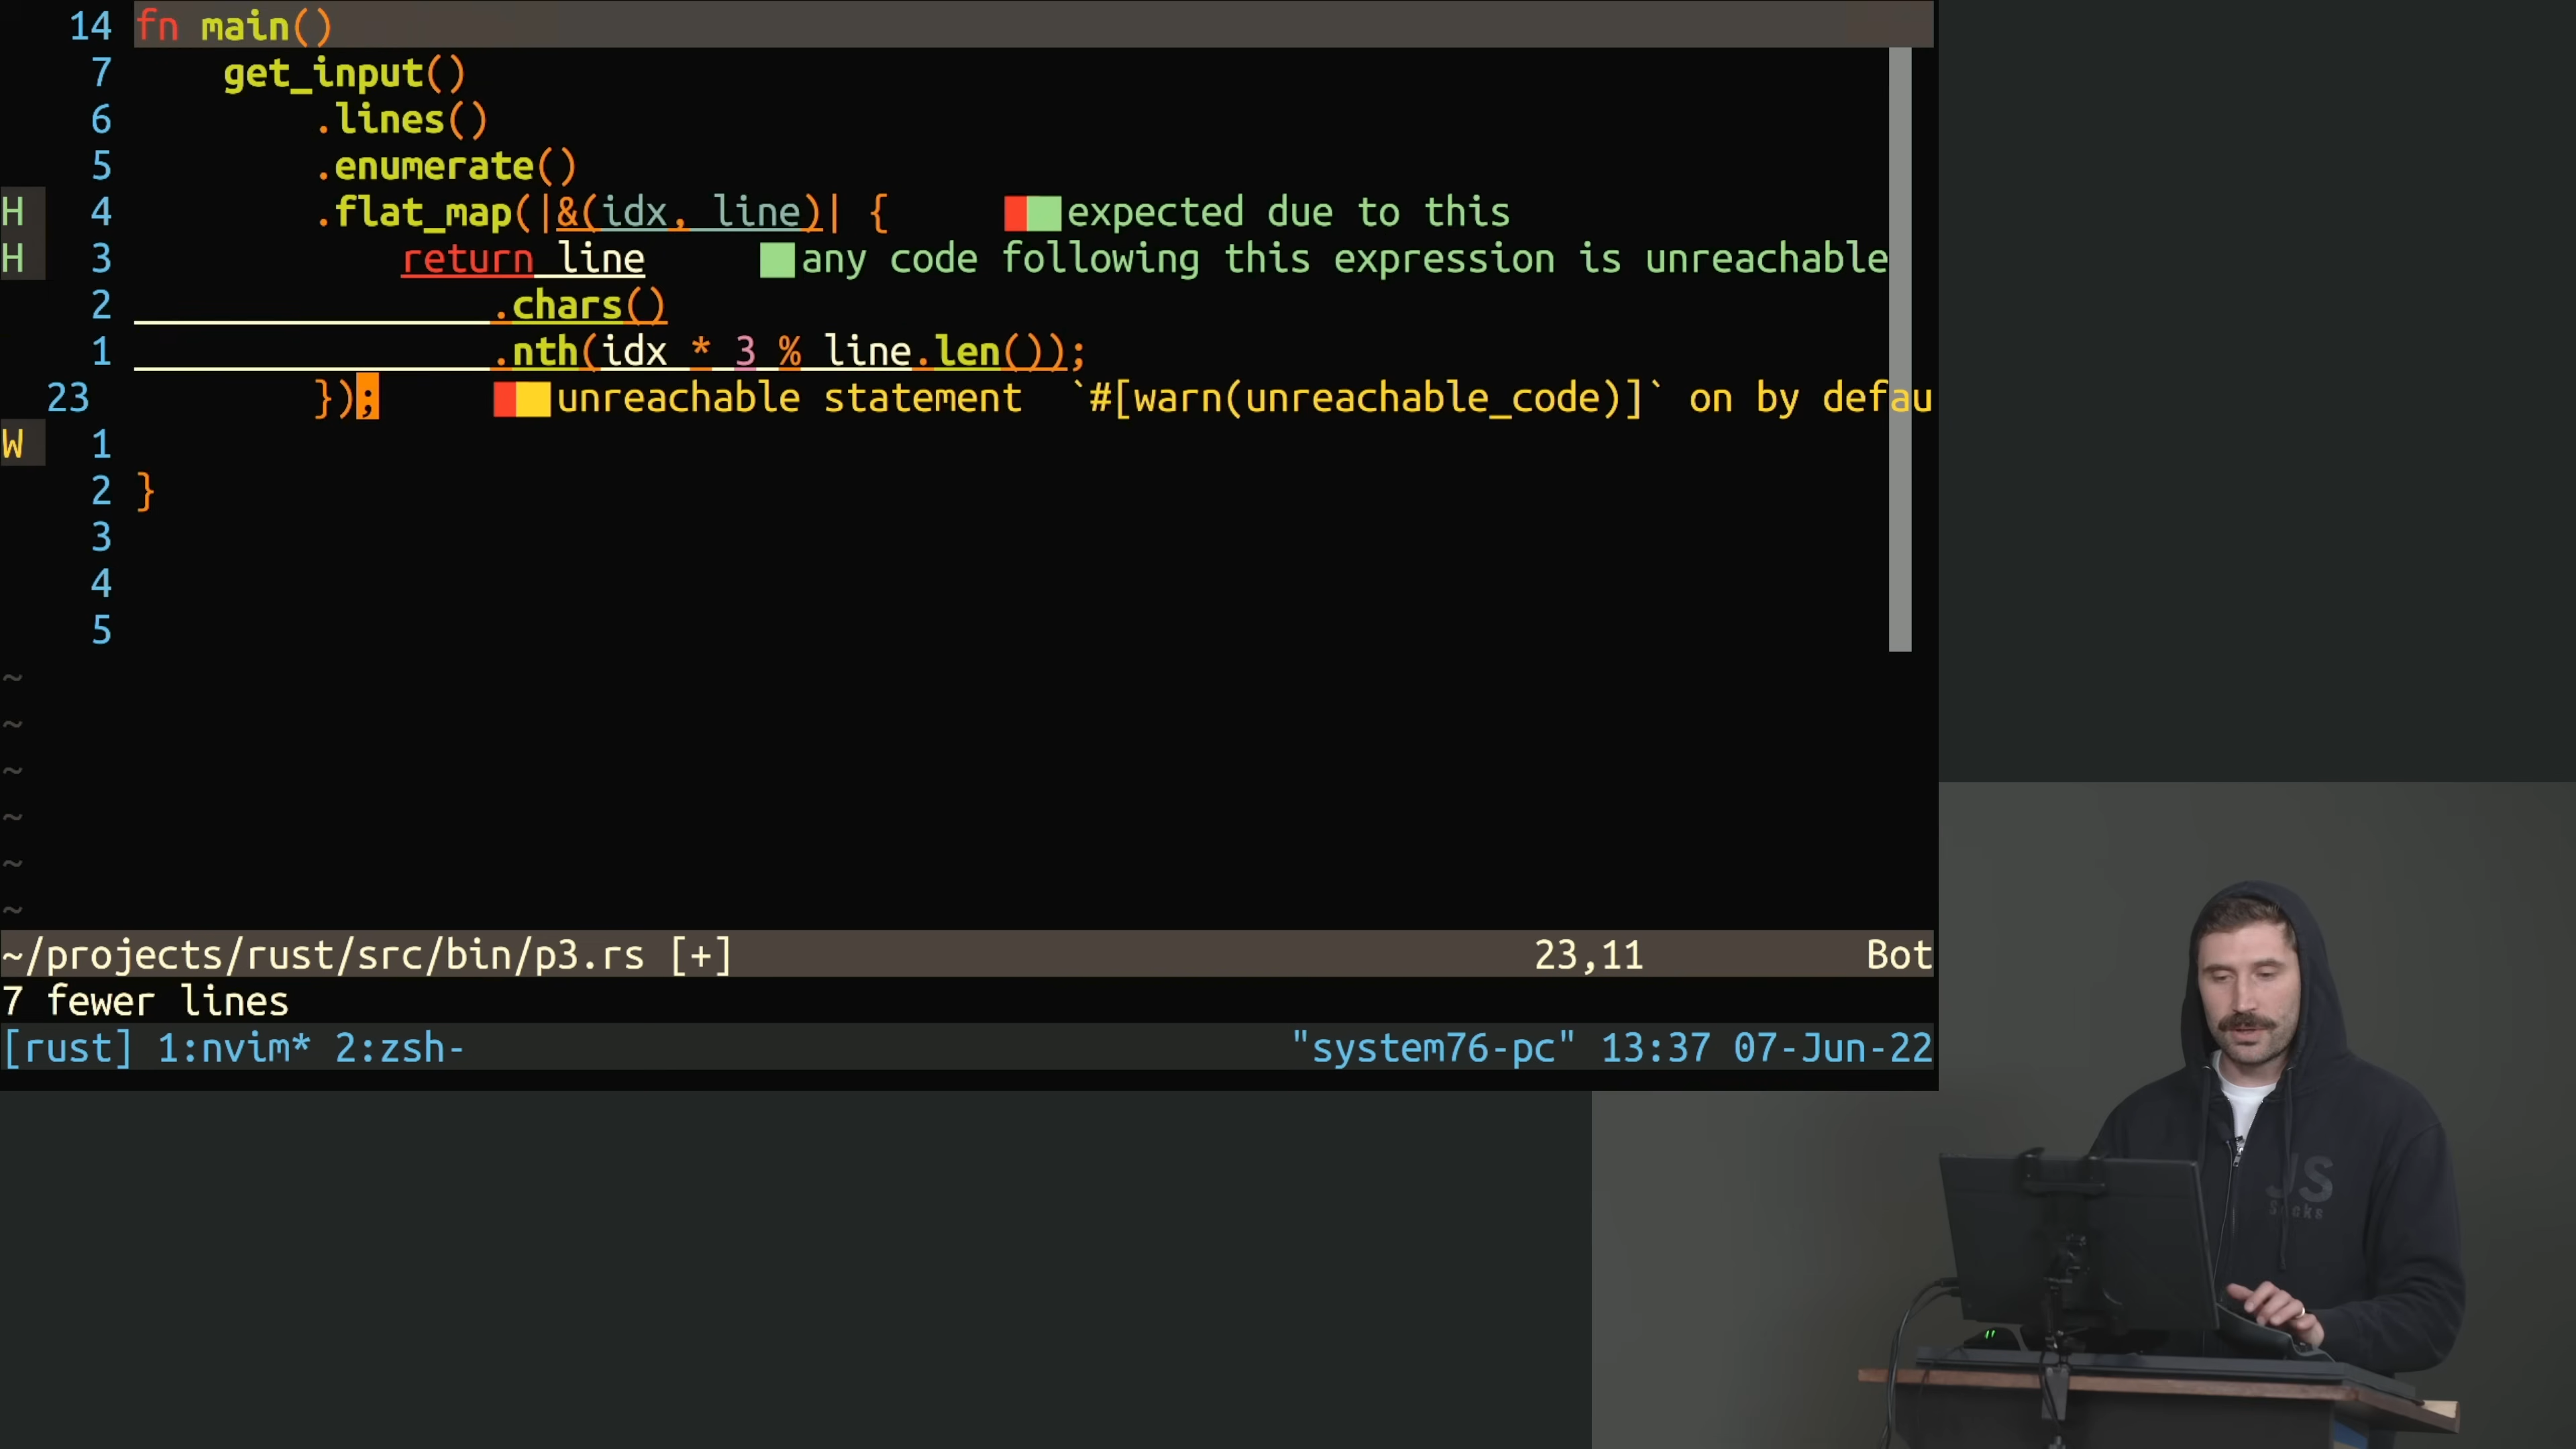 14 fn main()
7 get_input()
6 .lines()
5 .enumerate()
H 4 .flat_map(|&(idx, line)| { expected due to this
H 3 return line any code following this expression is unreachable
2 .chars()
1 .nth(idx * 3 % line.len());
23 }); unreachable statement `#[warn(unreachable_code)]` on by defau
W 1
2 }
3
4
5
~
~
~
~
~
~
~/projects/rust/src/bin/p3.rs [+] 23,11 Bot
7 fewer lines
[rust] 1:nvim* 2:zsh- "system76-pc" 13:37 07-Jun-22
JS